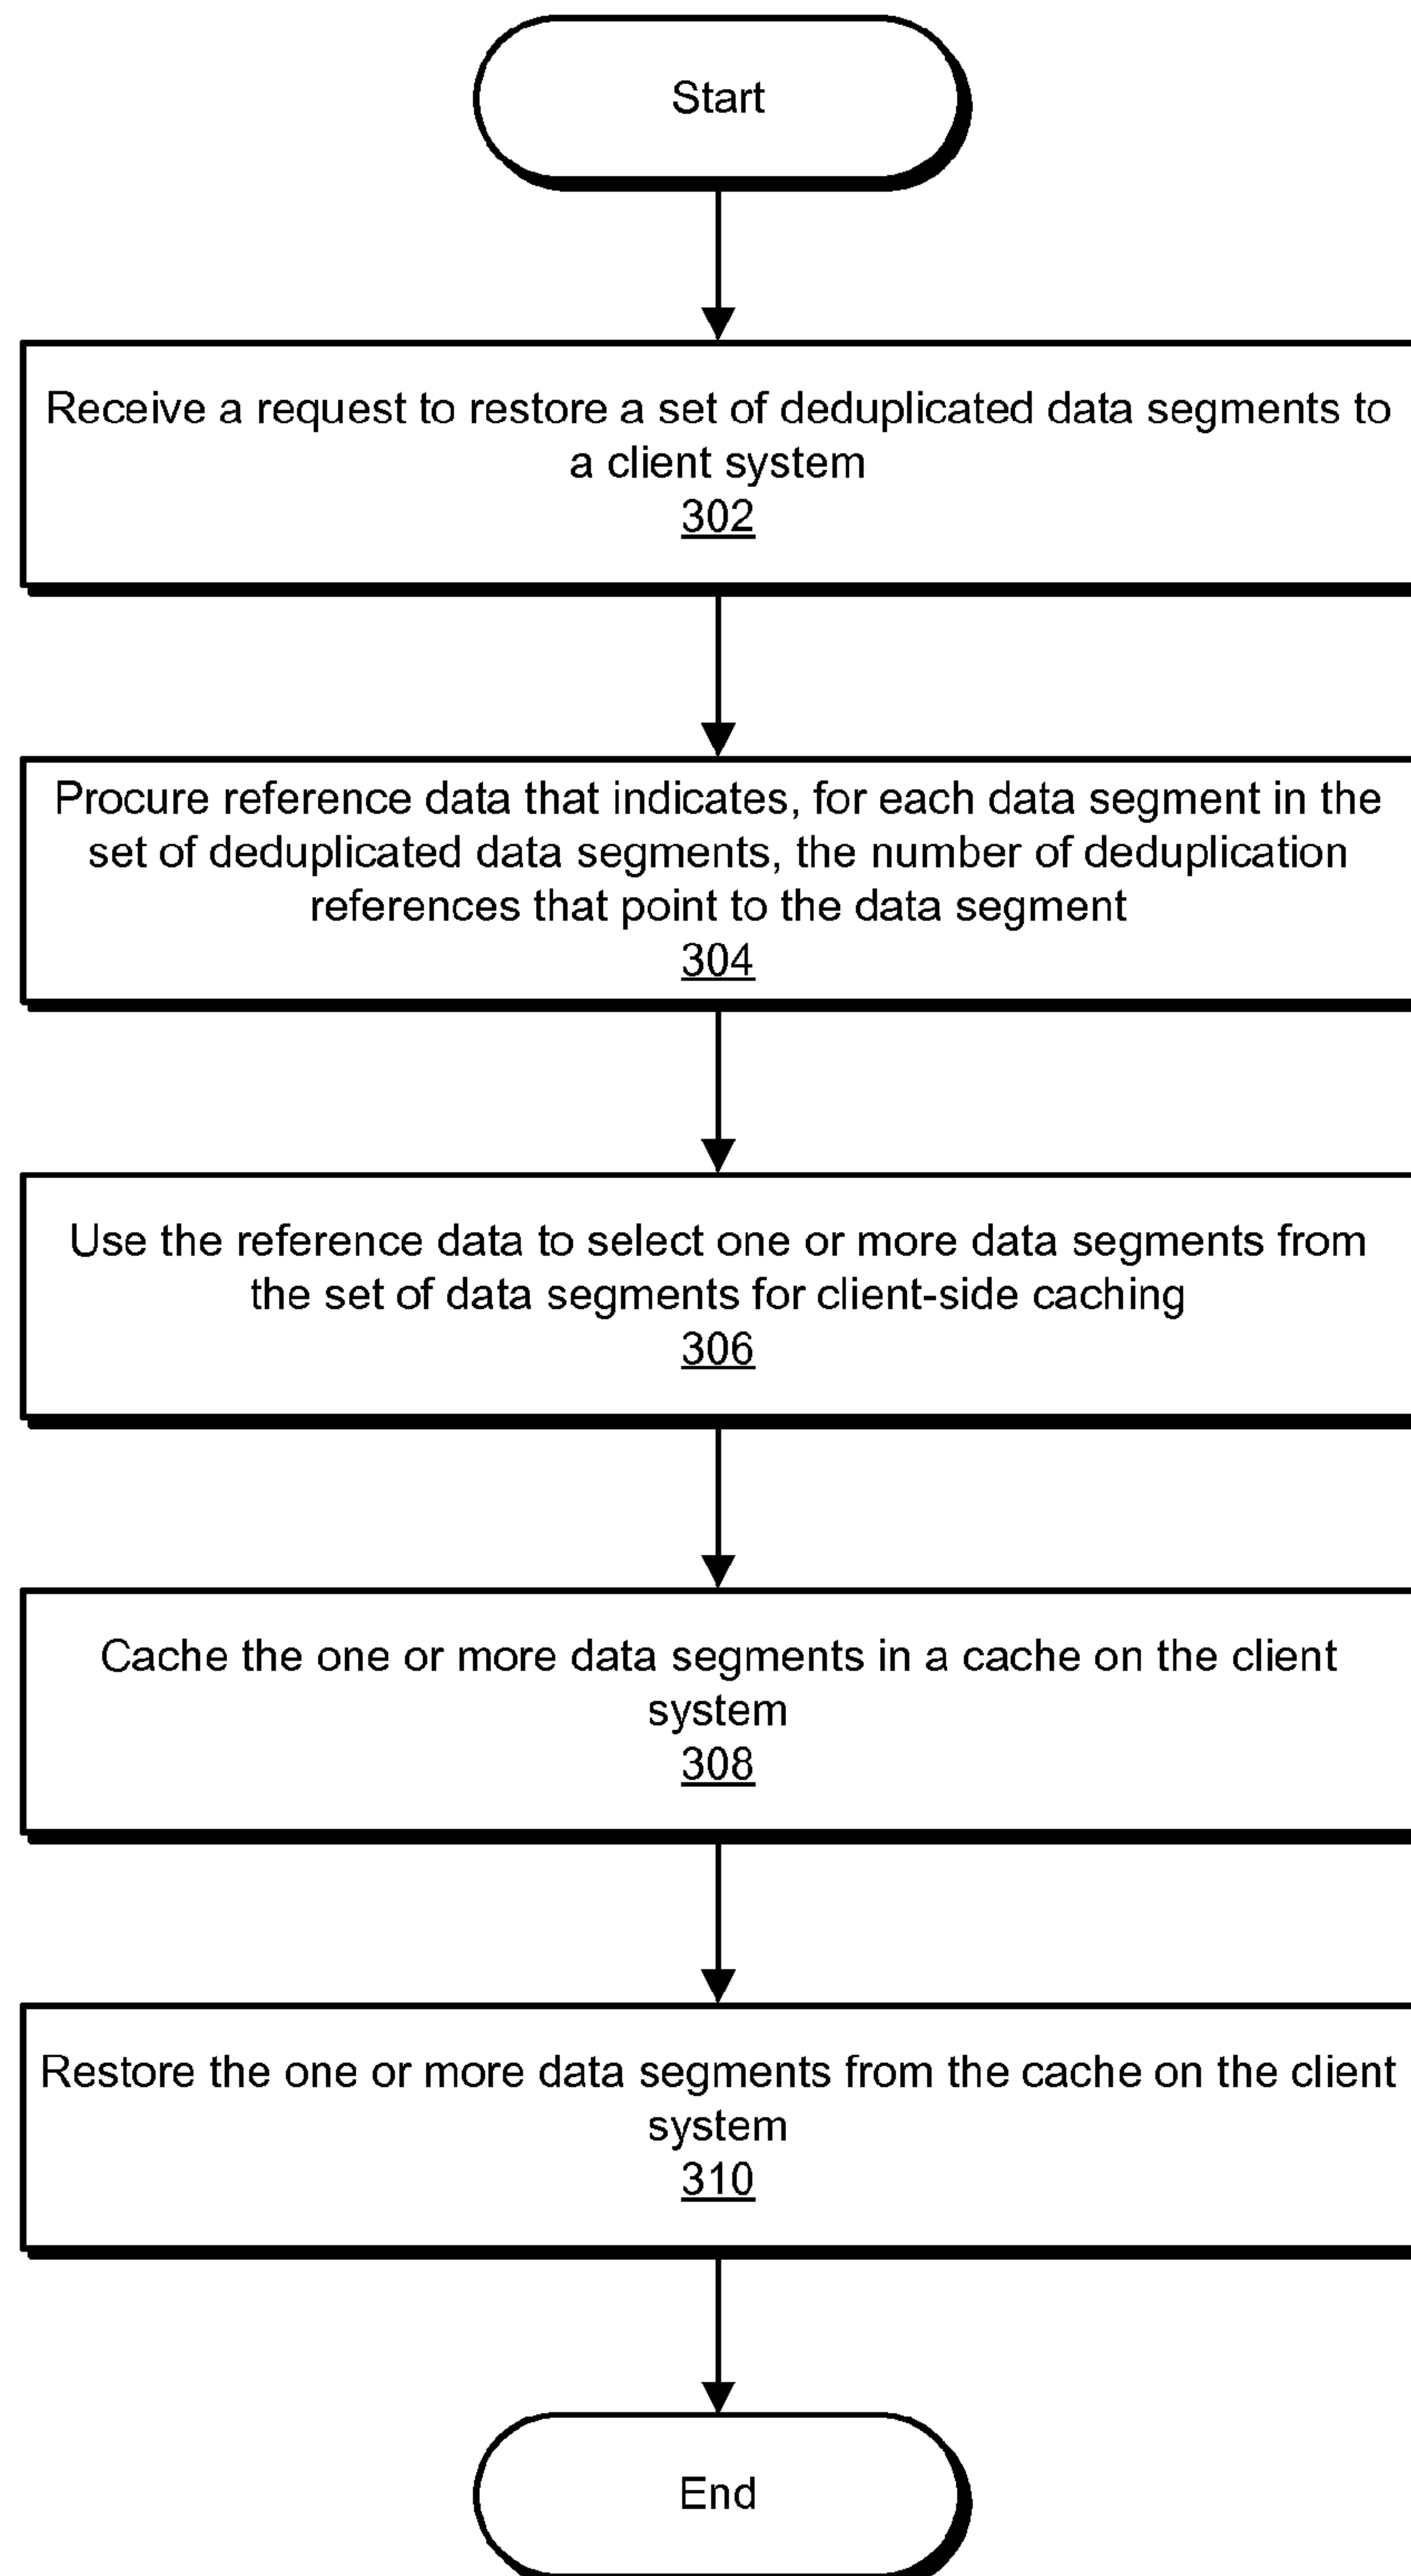 Start
Receive a request to restore a set of deduplicated data segments to
a client system
302
Procure reference data that indicates, for each data segment in the
set of deduplicated data segments, the number of deduplication
references that point to the data segment
304
Use the reference data to select one or more data segments from
the set of data segments for client-side caching
306
Cache the one or more data segments in a cache on the client
system
308
Restore the one or more data segments from the cache on the client
system
310
End